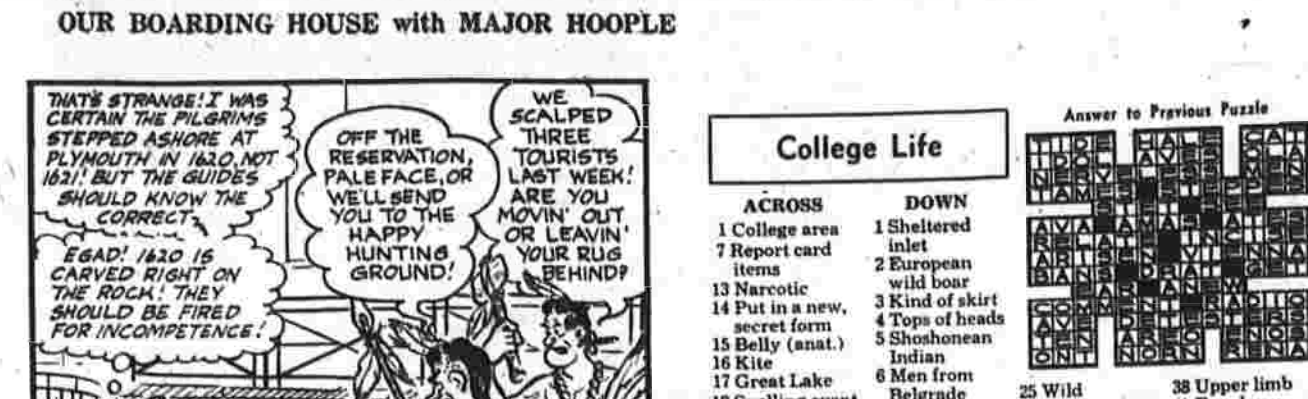 OUR BOARDING HOUSE with MAJOR HOOPLE
THAT'S STRANGE! I WAS
CERTAIN THE PILGRIMS
STEPPED ASHORE AT
PLYMOUTH IN 1620, NOT
1621! BUT THE GUIDES
SHOULD KNOW THE
CORRECT
EGAD! 1620 IS
CARVED RIGHT ON
THE ROCK! THEY
SHOULD BE FIRED
FOR INCOMPETENCE!
OFF THE
RESERVATION,
PALEFACE, OR
WE'LL SEND
YOU TO THE
HAPPY
HUNTING
GROUND!
WE
SCALPED
THREE
TOURISTS
LAST WEEK!
ARE YOU
MOVIN' OUT
OR LEAVIN'
YOUR RUG
BEHIND?
College Life
ACROSS
1 College area
7 Report card
items
13 Narcotic
14 Put in a new,
secret form
15 Belly (anat.)
16 Kite
17 Great Lake
DOWN
1 Sheltered
inlet
2 European
wild boar
3 Kind of skirt
4 Tops of heads
5 Shoshonean
Indian
6 Men from
Belgrade
Answer to Previous Puzzle
25 Wild
38 Upper limb